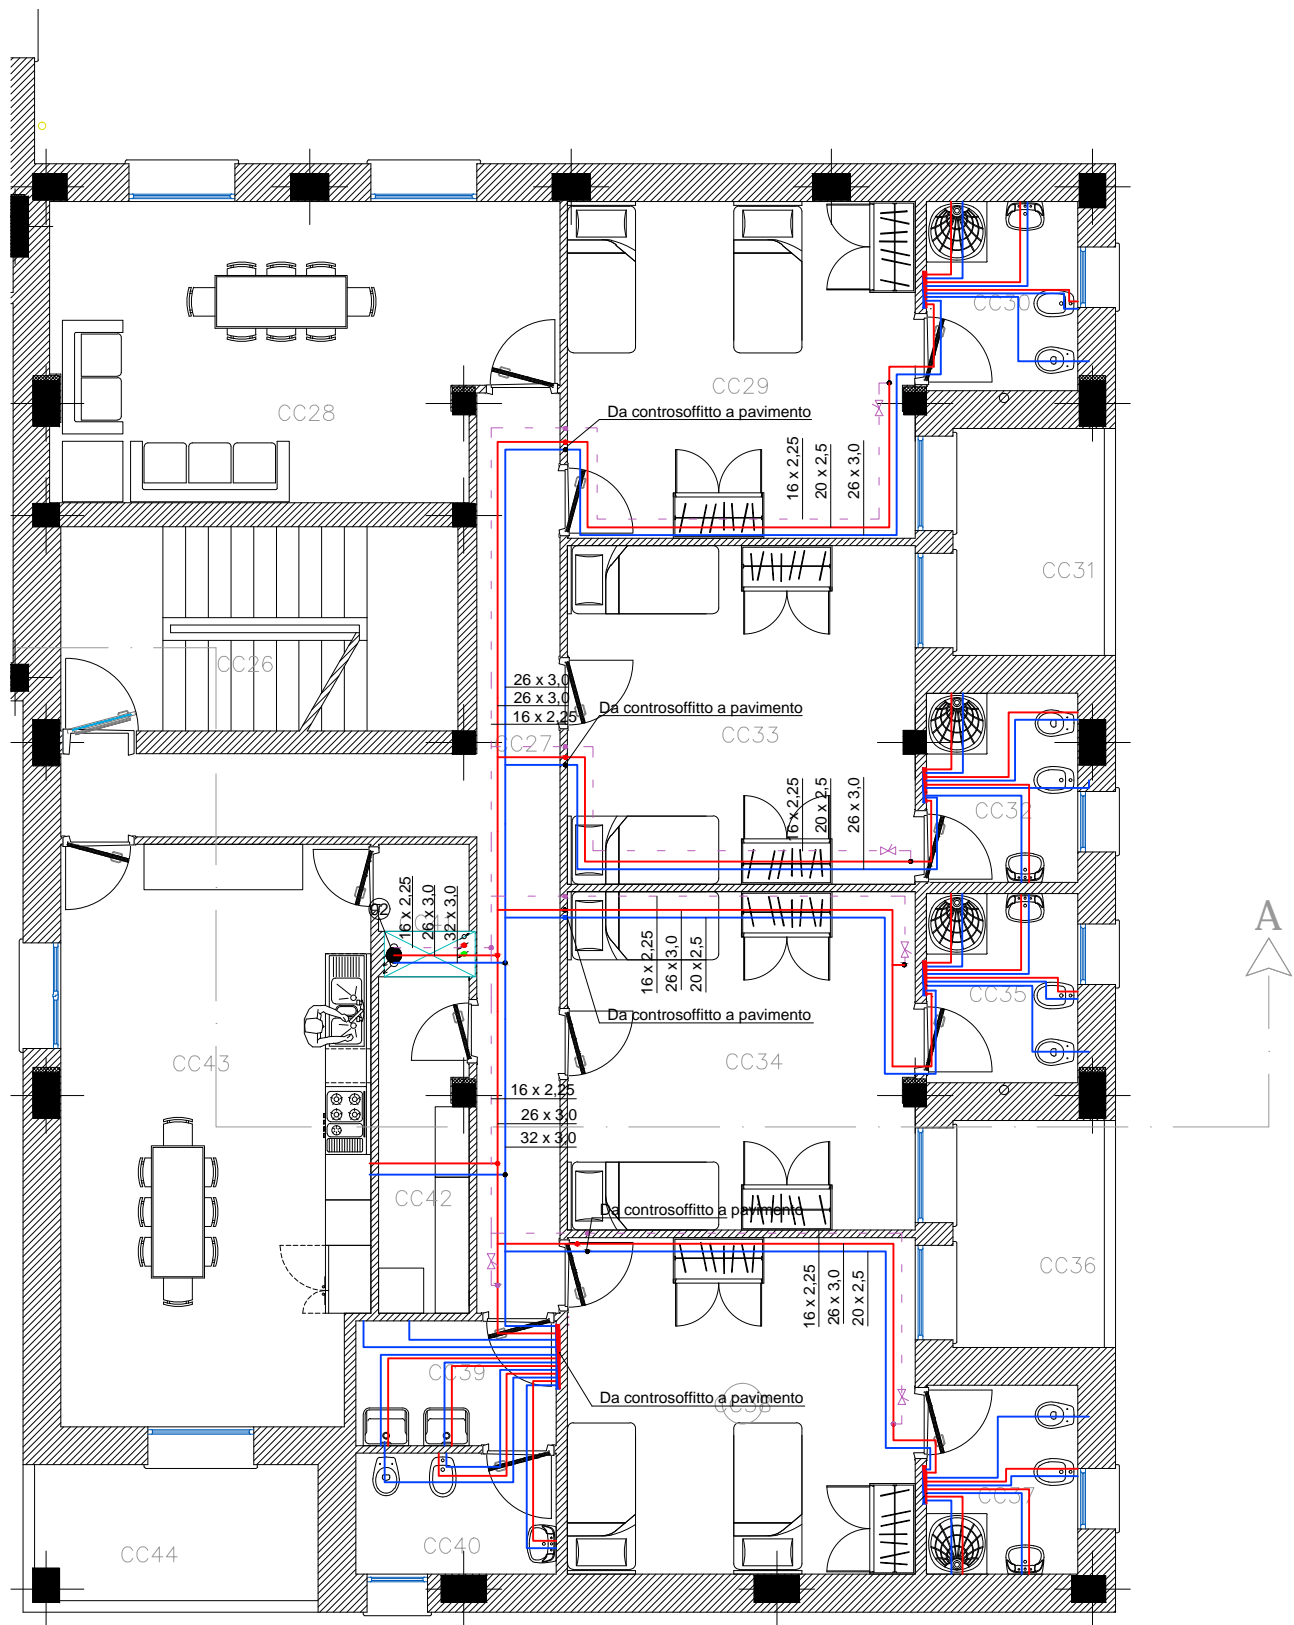 CC30
CC29
CC28
Da controsoffitto a pavimento
16 x 2,25
20 x 2,5
26 x 3,0
CC31
CC26
26 x 3,0
26 x 3,0
16 x 2,25
Da controsoffitto a pavimento
CC27
CC33
CC32
16 x 2,25
20 x 2,5
26 x 3,0
16 x 2,25
26 x 3,0
32 x 3,0
A
16 x 2,25
26 x 3,0
20 x 2,5
CC35
Da controsoffitto a pavimento
CC43
CC34
16 x 2,25
26 x 3,0
32 x 3,0
CC42
Da controsoffitto a pavimento
CC36
16 x 2,25
26 x 3,0
20 x 2,5
CC39
Da controsoffitto a pavimento
CC38
CC37
CC40
CC44